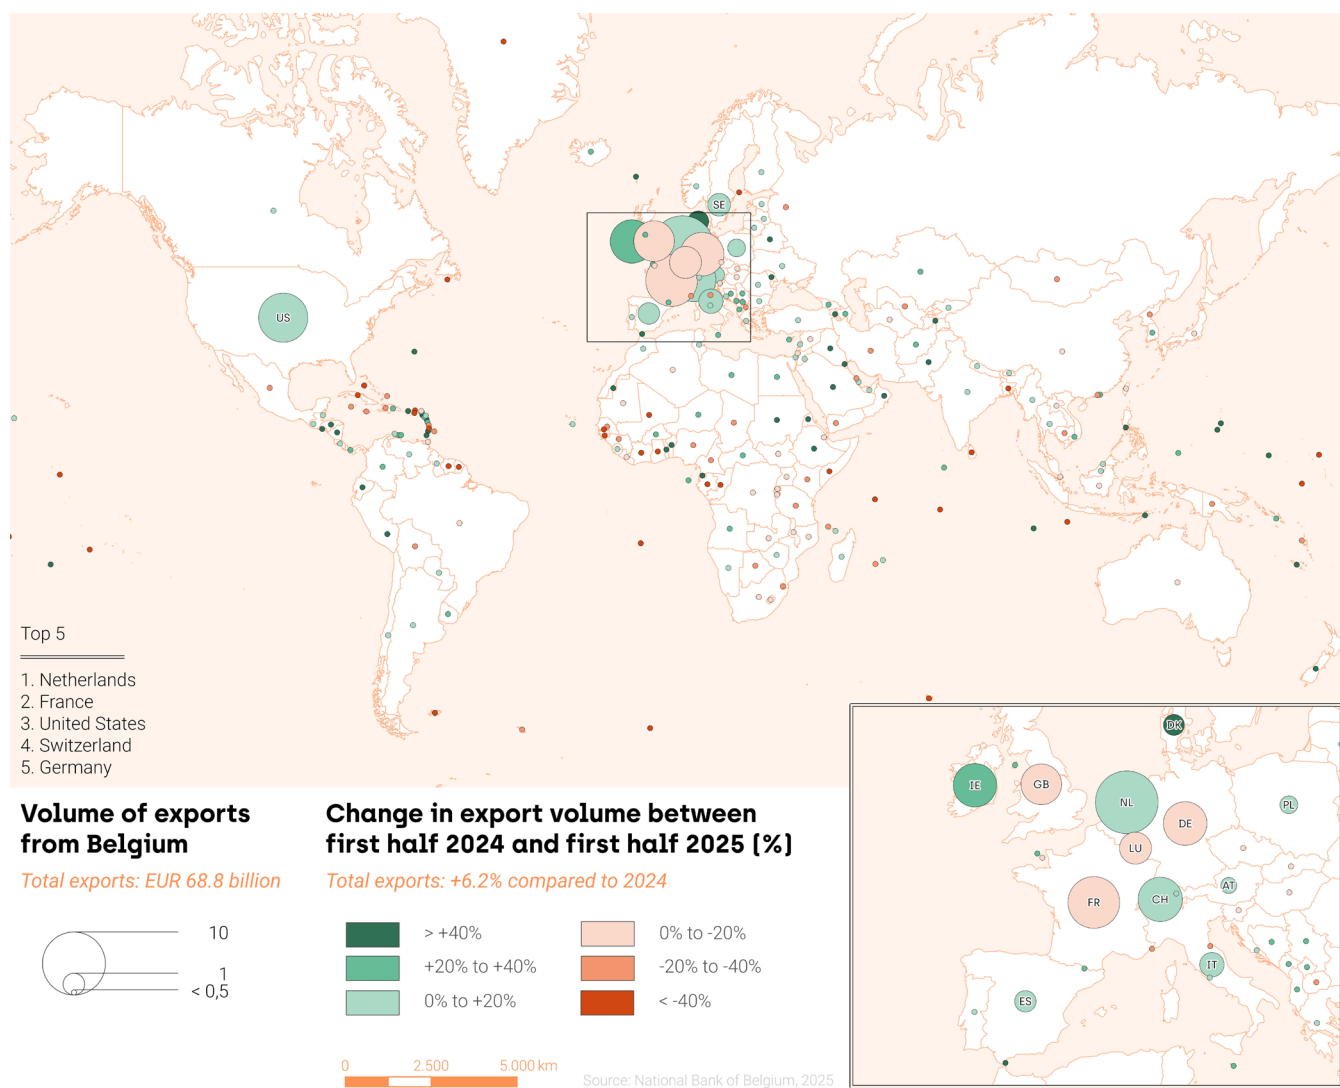 SE
US
Top 5
1. Netherlands
2. France
3. United States
4. Switzerland
5. Germany
DK
IE
GB
NL
PL
DE
LU
AT
FR
CH
IT
ES
Volume of exports
from Belgium
Total exports: EUR 68.8 billion
10
1
< 0,5
Change in export volume between
first half 2024 and first half 2025 (%)
Total exports: +6.2% compared to 2024
> +40%
+20% to +40%
0% to +20%
0% to -20%
-20% to -40%
< -40%
0 2.500 5.000 km
Source: National Bank of Belgium, 2025